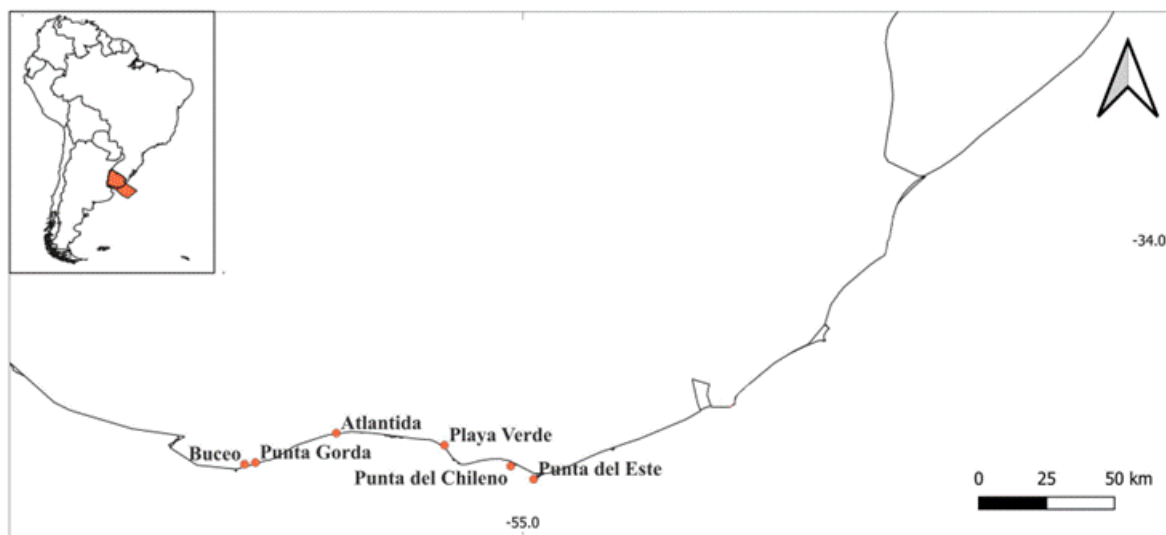 -34.0
Atlantida
Playa Verde
Buceo
Punta Gorda
Punta del Chileno
Punta del Este
0 25 50 km
-55.0